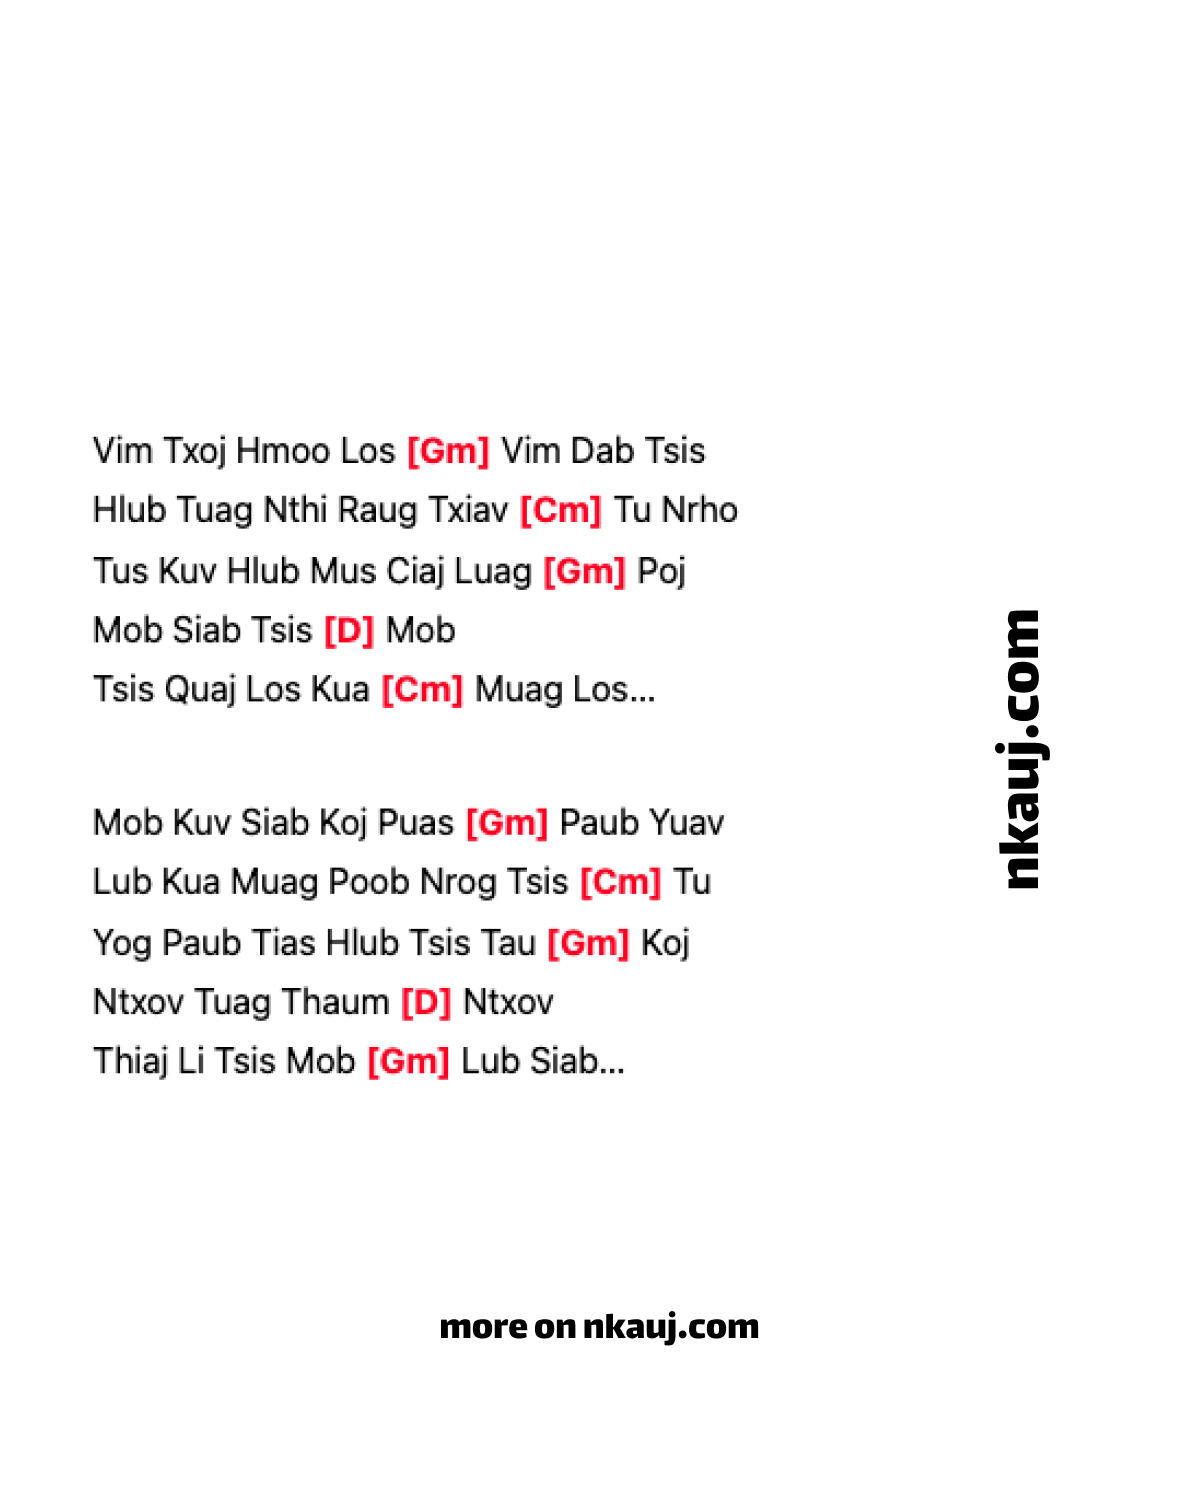 Vim Txoj Hmoo Los [Gm] Vim Dab Tsis
Hlub Tuag Nthi Raug Txiav [Cm] Tu Nrho
Tus Kuv Hlub Mus Ciaj Luag [Gm] Poj
Mob Siab Tsis [D] Mob
Tsis Quaj Los Kua [Cm] Muag Los...
Mob Kuv Siab Koj Puas [Gm] Paub Yuav
Lub Kua Muag Poob Nrog Tsis [Cm] Tu
Yog Paub Tias Hlub Tsis Tau [Gm] Koj
Ntxov Tuag Thaum [D] Ntxov
Thiaj Li Tsis Mob [Gm] Lub Siab...
nkauj.com
more on nkauj.com